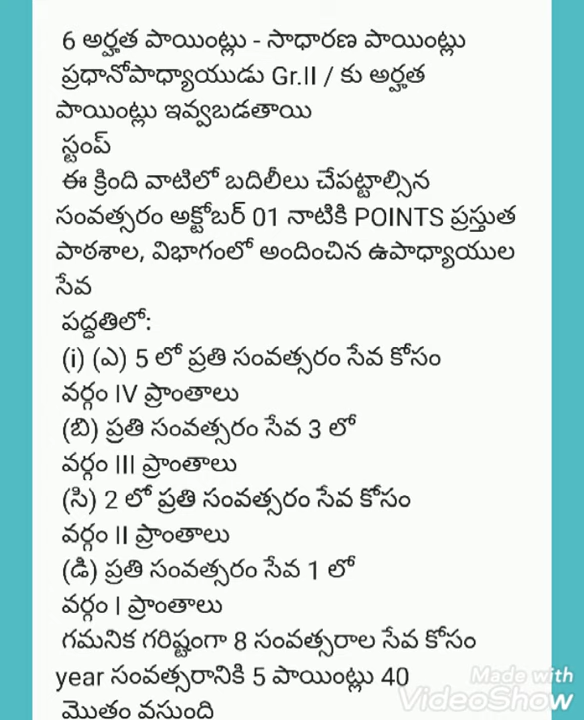 6 అర్హత పాయింట్లు - సాధారణ పాయింట్లు
ప్రధానోపాధ్యాయుడు Gr.II / కు అర్హత
పాయింట్లు ఇవ్వబడతాయి
స్టంప్
ఈ క్రింది వాటిలో బదిలీలు చేపట్టాల్సిన
సంవత్సరం అక్టోబర్ 01 నాటికి POINTS ప్రస్తుత
పాఠశాల, విభాగంలో అందించిన ఉపాధ్యాయుల
సేవ
పద్ధతిలో:
(i) (ఎ) 5 లో ప్రతి సంవత్సరం సేవ కోసం
వర్గం IV ప్రాంతాలు
(బి) ప్రతి సంవత్సరం సేవ 3 లో
వర్గం III ప్రాంతాలు
(సి) 2 లో ప్రతి సంవత్సరం సేవ కోసం
వర్గం II ప్రాంతాలు
(డి) ప్రతి సంవత్సరం సేవ 1 లో
వర్గం I ప్రాంతాలు
గమనిక గరిష్టంగా 8 సంవత్సరాల సేవ కోసం
year సంవత్సరానికి 5 పాయింట్లు 40
మొత్తం వస్తుంది
Made with
VideoShow